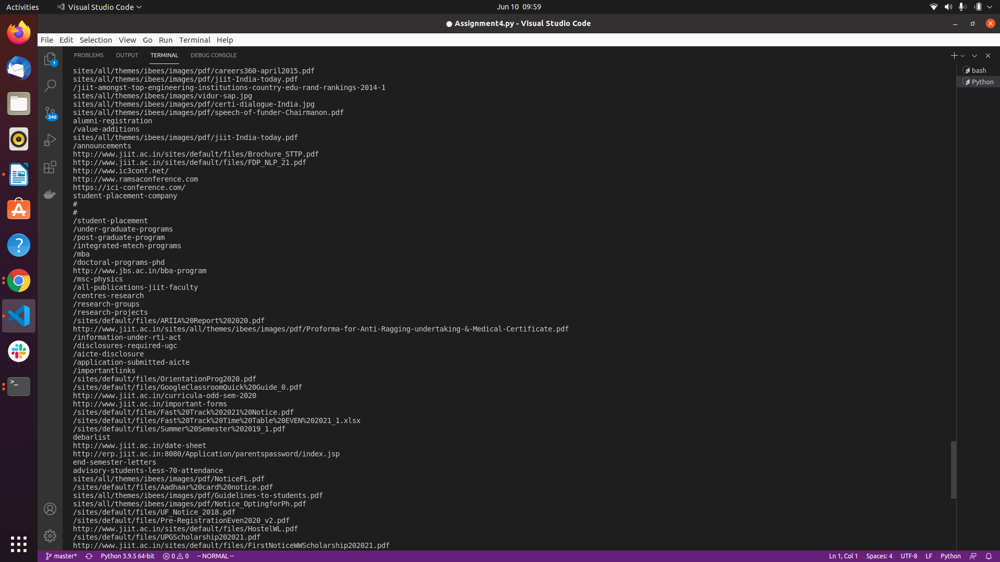 Activities
Visual Studio Code
Jun 10 09:59
● Assignment4.py - Visual Studio Code
File Edit Selection View Go Run Terminal Help
PROBLEMS OUTPUT TERMINAL DEBUG CONSOLE
1
240
bash
Python
sites/all/themes/ibees/images/pdf/careers360-april2015.pdf
sites/all/themes/ibees/images/pdf/jiit-India-today.pdf
/jiit-amongst-top-engineering-institutions-country-edu-rand-rankings-2014-1
sites/all/themes/ibees/images/vidur-sap.jpg
sites/all/themes/ibees/images/pdf/certi-dialogue-India.jpg
sites/all/themes/ibees/images/pdf/speech-of-funder-Chairmanon.pdf
alumni-registration
/value-additions
sites/all/themes/ibees/images/pdf/jiit-India-today.pdf
/announcements
http://www.jiit.ac.in/sites/default/files/Brochure_STTP.pdf
http://www.jiit.ac.in/sites/default/files/FDP_NLP_21.pdf
http://www.ic3conf.net/
http://www.ramsaconference.com
https://ici-conference.com/
student-placement-company
#
#
/student-placement
/under-graduate-programs
/post-graduate-program
/integrated-mtech-programs
/mba
/doctoral-programs-phd
http://www.jbs.ac.in/bba-program
/msc-physics
/all-publications-jiit-faculty
/centres-research
/research-groups
/research-projects
/sites/default/files/ARIIA%20Report%202020.pdf
http://www.jiit.ac.in/sites/all/themes/ibees/images/pdf/Proforma-for-Anti-Ragging-undertaking-&-Medical-Certificate.pdf
/information-under-rti-act
/disclosures-required-ugc
/aicte-disclosure
/application-submitted-aicte
/importantlinks
/sites/default/files/OrientationProg2020.pdf
/sites/default/files/GoogleClassroomQuick%20Guide_0.pdf
http://www.jiit.ac.in/curricula-odd-sem-2020
http://www.jiit.ac.in/important-forms
/sites/default/files/Fast%20Track%202021%20Notice.pdf
/sites/default/files/Fast%20Track%20Time%20Table%20EVEN%202021_1.xlsx
/sites/default/files/Summer%20Semester%202019_1.pdf
debarlist
http://www.jiit.ac.in/date-sheet
http://erp.jiit.ac.in:8080/Application/parentspassword/index.jsp
end-semester-letters
advisory-students-less-70-attendance
sites/all/themes/ibees/images/pdf/NoticeFL.pdf
/sites/default/files/Aadhaar%20card%20notice.pdf
sites/all/themes/ibees/images/pdf/Guidelines-to-students.pdf
sites/all/themes/ibees/images/pdf/Notice_OptingforPh.pdf
/sites/default/files/UF_Notice_2018.pdf
/sites/default/files/Pre-RegistrationEven2020_v2.pdf
http://www.jiit.ac.in/sites/default/files/HostelWL.pdf
/sites/default/files/UPGScholarship202021.pdf
http://www.jiit.ac.in/sites/default/files/FirstNoticeWWScholarship202021.pdf
master* Python 3.9.5 64-bit 0 0 -- NORMAL -- Ln 1, Col 1 Spaces: 4 UTF-8 LF Python